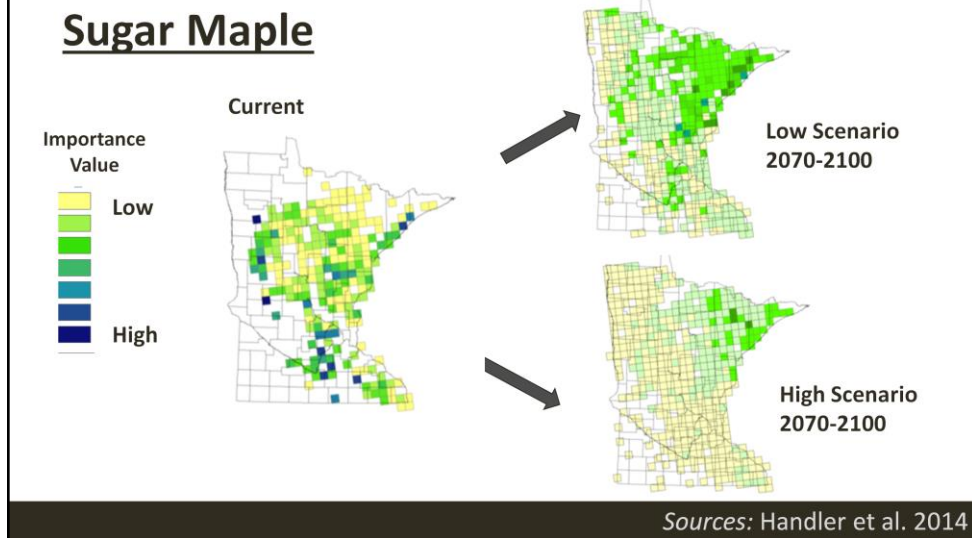 Sugar Maple
Current
Importance
Value
Low
High
Low Scenario
2070-2100
High Scenario
2070-2100
Sources: Handler et al. 2014